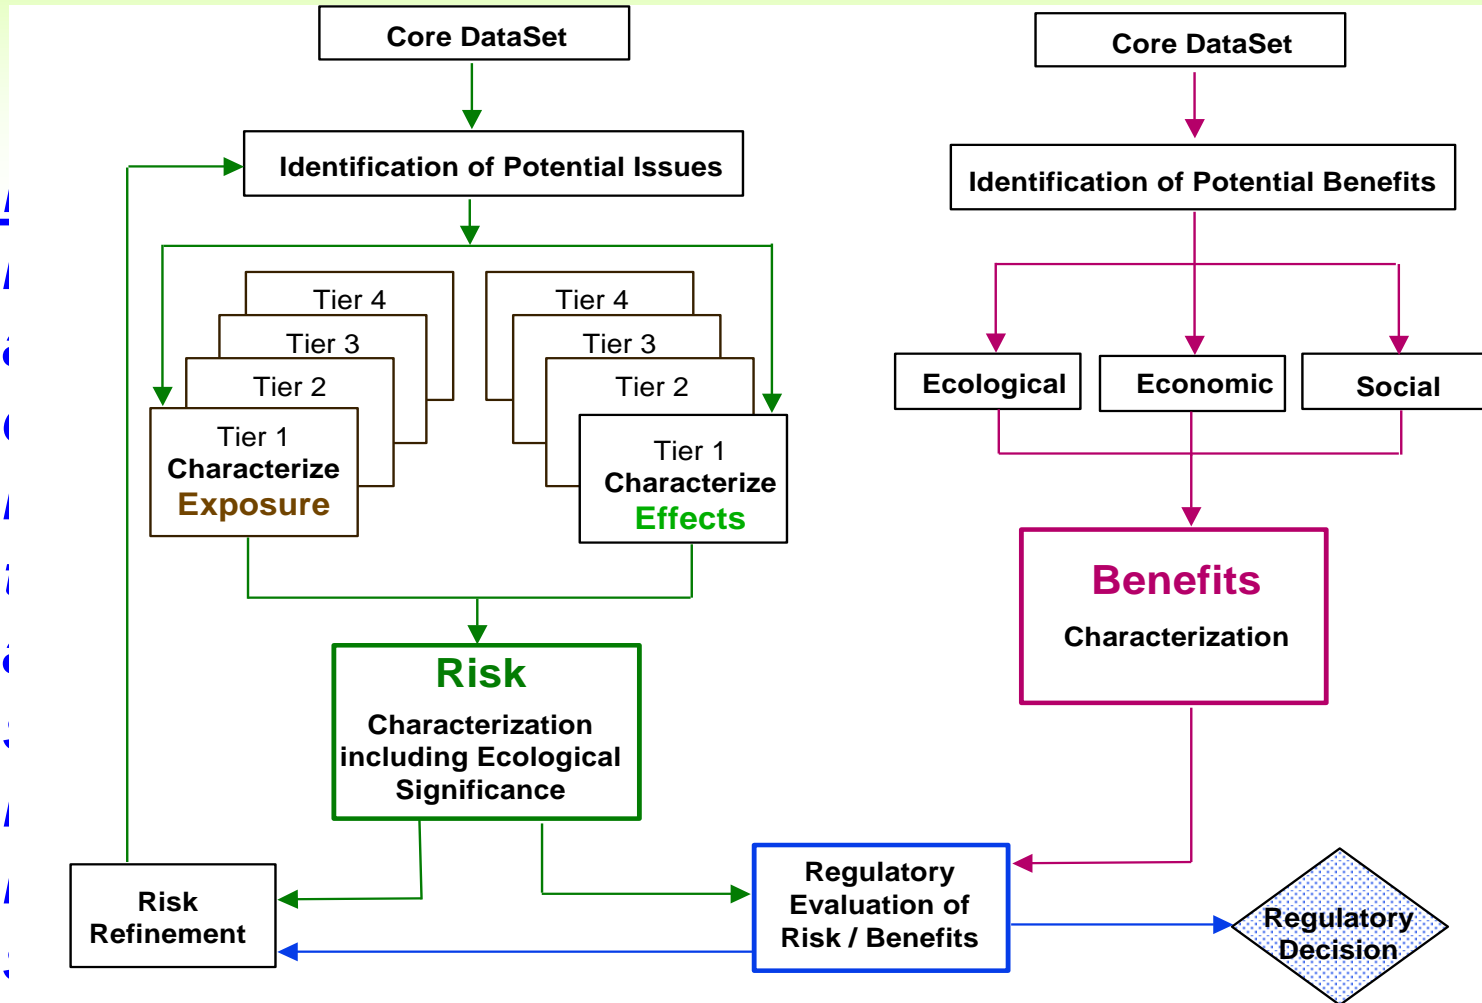 Core DataSet
Identification of Potential Issues
Tier 4
Tier 3
Tier 2
Tier 1
Characterize
Exposure
Tier 4
Tier 3
Tier 2
Tier 1
Characterize
Effects
Risk
Characterization
including Ecological
Significance
Risk
Refinement
Core DataSet
Identification of Potential Benefits
Ecological
Economic
Social
Benefits
Characterization
Regulatory
Evaluation of
Risk / Benefits
Regulatory
Decision